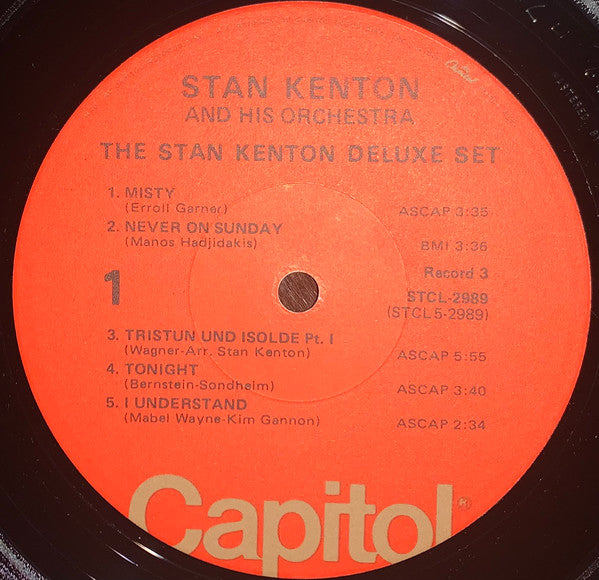 STAN KENTON
AND HIS ORCHESTRA
THE STAN KENTON DELUXE SET
1. MISTY
(Erroll Garner) ASCAP 3:35
2. NEVER ON SUNDAY
(Manos Hadjidakis) BMI 3:36
1
Record 3
STCL-2989
(STCL5-2989)
3. TRISTUN UND ISOLDE Pt. I
(Wagner-Arr. Stan Kenton) ASCAP 5:55
4. TONIGHT
(Bernstein-Sondheim) ASCAP 3:40
5. I UNDERSTAND
(Mabel Wayne-Kim Gannon) ASCAP 2:34
Capitol®
Capitol